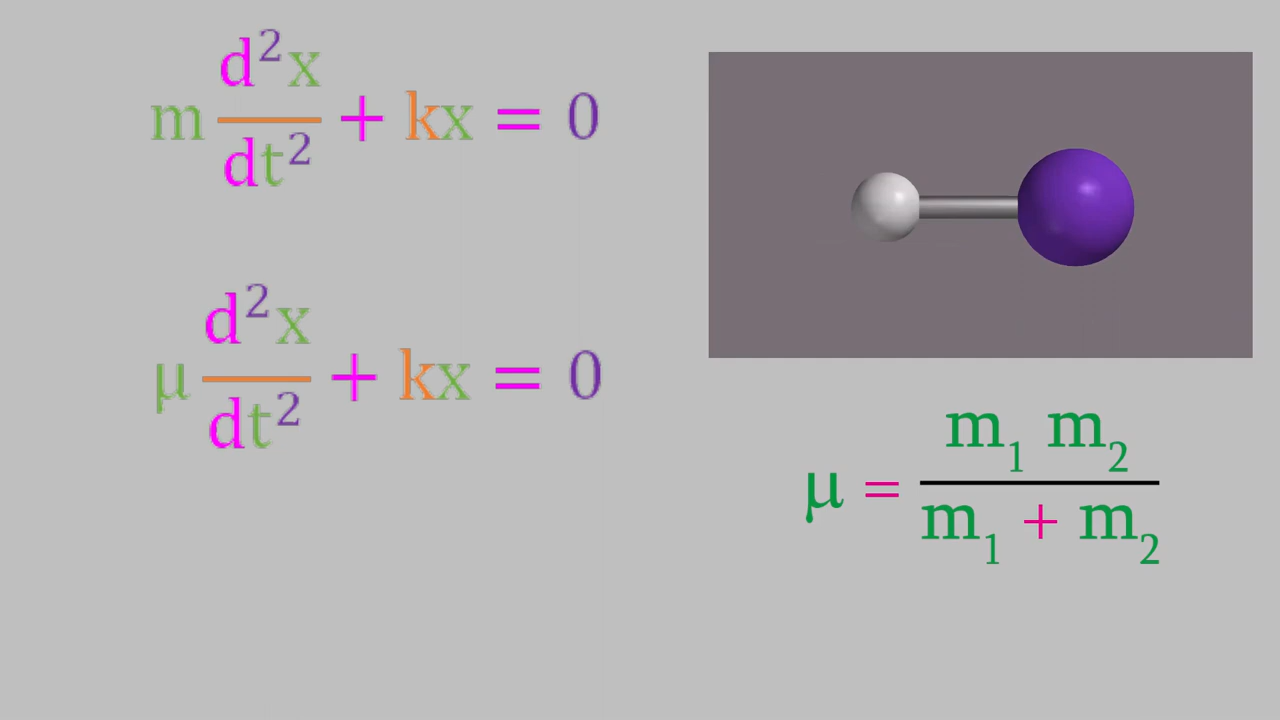 m d²x/dt² + kx = 0
μ d²x/dt² + kx = 0
μ = m₁ m₂ / m₁ + m₂